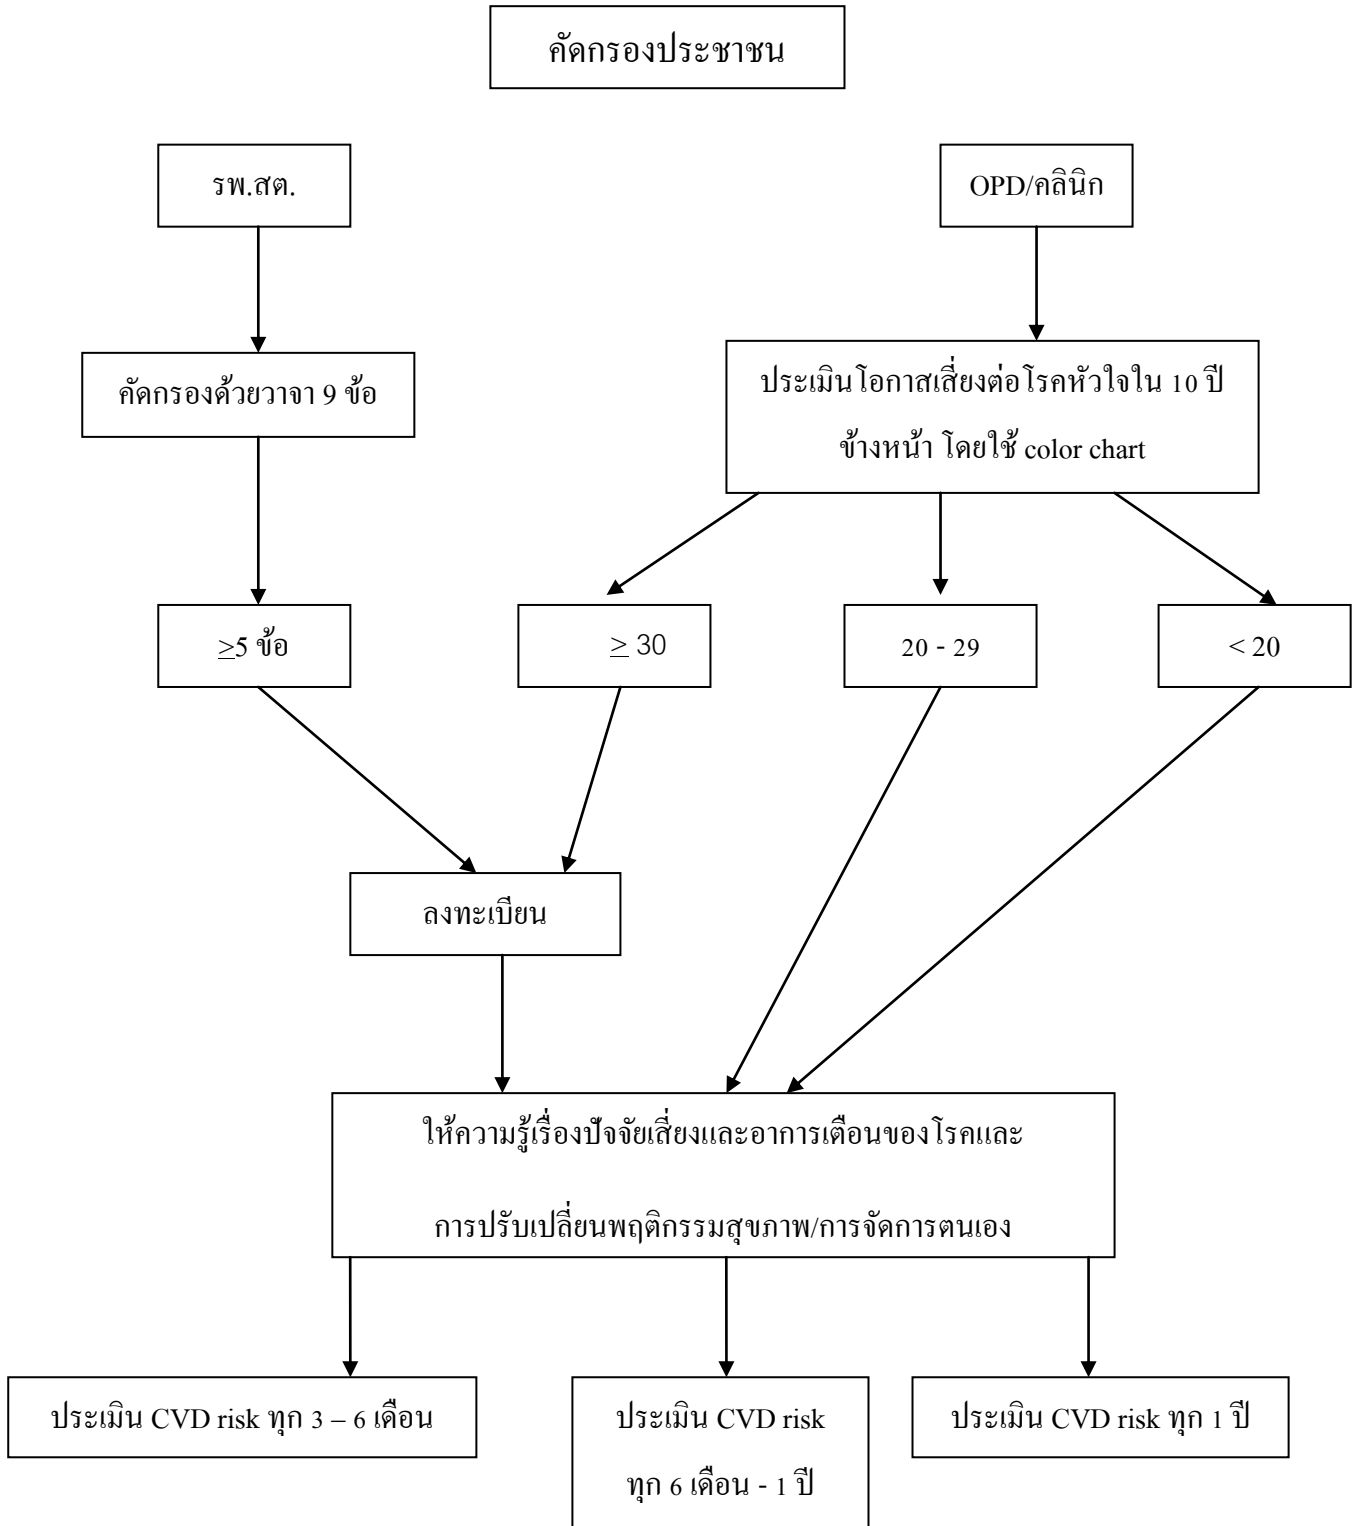 คัดกรองประชาชน
รพ.สต.
OPD/คลินิก
คัดกรองด้วยวาจา 9 ข้อ
ประเมินโอกาสเสี่ยงต่อโรคหัวใจใน 10 ปี
ข้างหน้า โดยใช้ color chart
≥5 ข้อ
≥ 30
20 - 29
< 20
ลงทะเบียน
ให้ความรู้เรื่องปัจจัยเสี่ยงและอาการเตือนของโรคและ
การปรับเปลี่ยนพฤติกรรมสุขภาพ/การจัดการตนเอง
ประเมิน CVD risk ทุก 3 – 6 เดือน
ประเมิน CVD risk
ทุก 6 เดือน - 1 ปี
ประเมิน CVD risk ทุก 1 ปี